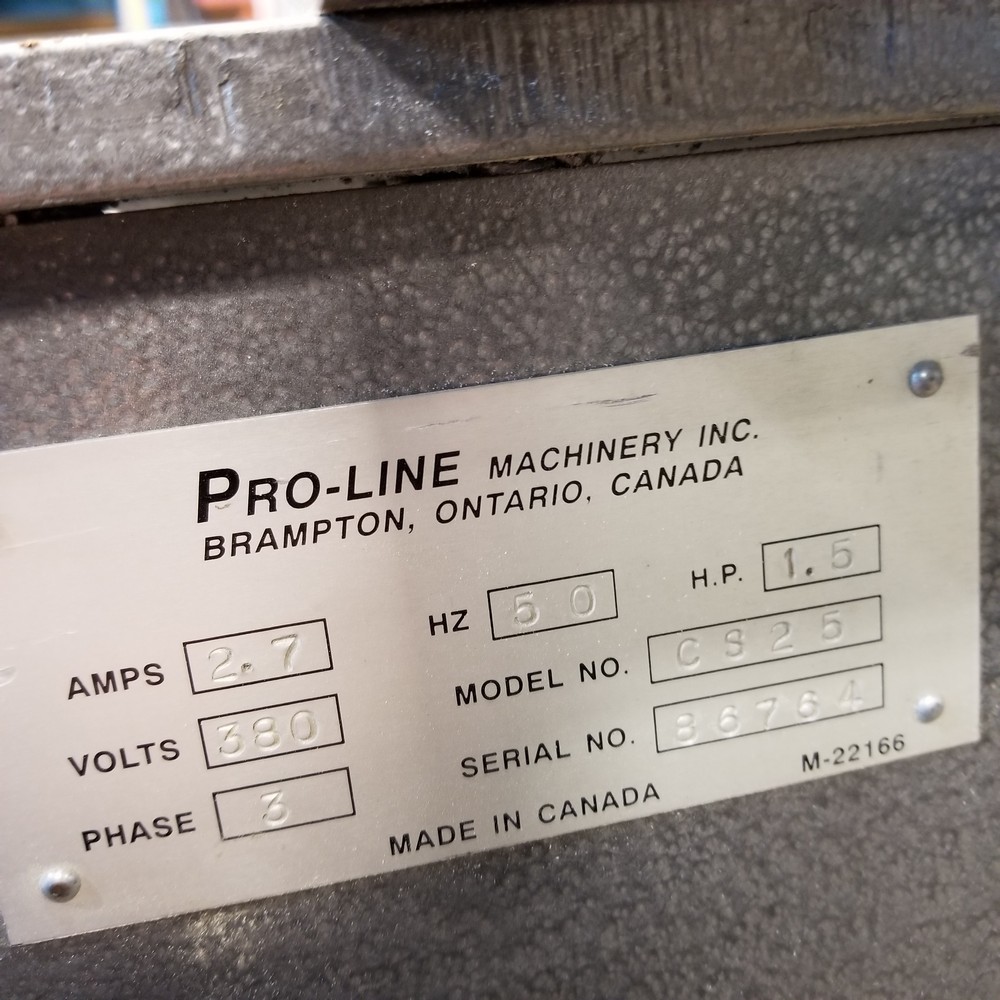 PRO-LINE MACHINERY INC.
BRAMPTON, ONTARIO, CANADA
H.P. 1.5
HZ 50
AMPS 2.7
MODEL NO. CS25
VOLTS 380
SERIAL NO. 86764
PHASE 3
M-22166
MADE IN CANADA